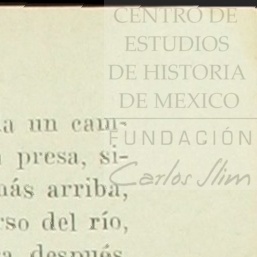 CENTRO DE
ESTUDIOS
DE HISTORIA
DE MEXICO
FUNDACIÓN
Carlos Slim
a un cam-
presa, si-
más arriba,
rso del río,
a después